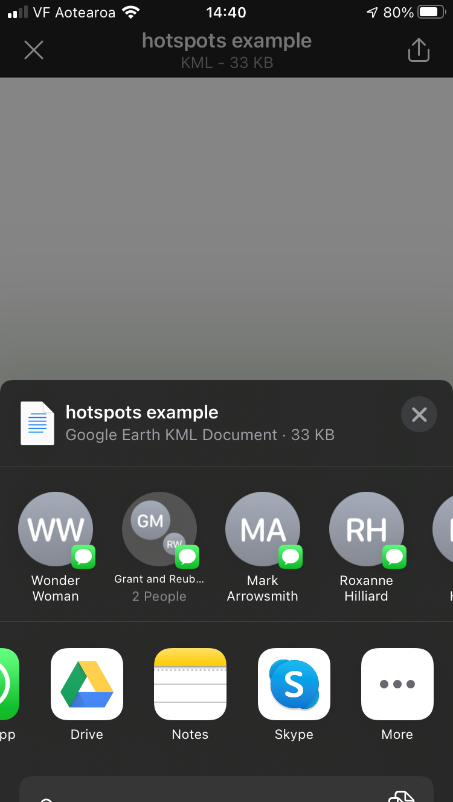 VF Aotearoa 14:40 80%
hotspots example
KML - 33 KB
hotspots example
Google Earth KML Document · 33 KB
WW GM RW MA RH
Wonder Woman
Grant and Reub...
2 People
Mark Arrowsmith
Roxanne Hilliard
pp Drive Notes Skype More